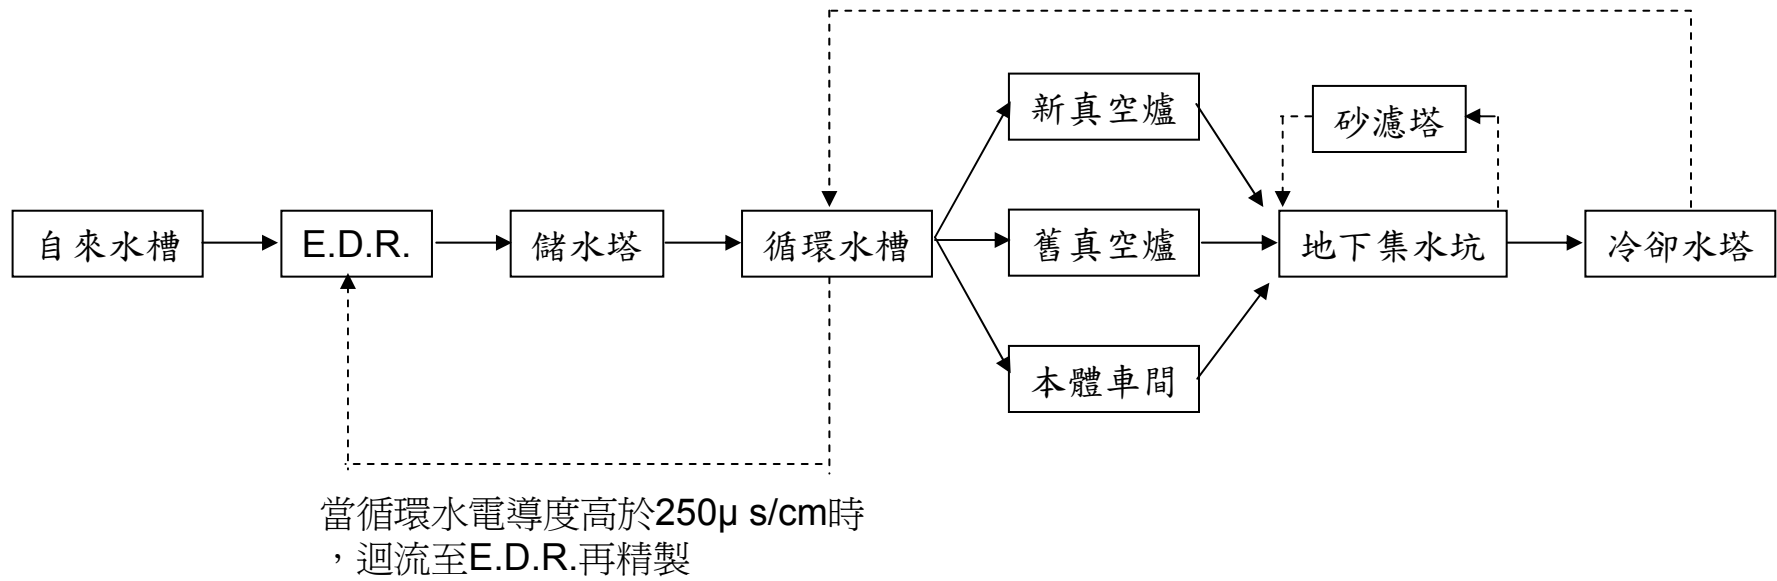 新真空爐
砂濾塔
自來水槽
E.D.R.
儲水塔
循環水槽
舊真空爐
地下集水坑
冷卻水塔
本體車間
當循環水電導度高於250μ s/cm時
，迴流至E.D.R.再精製